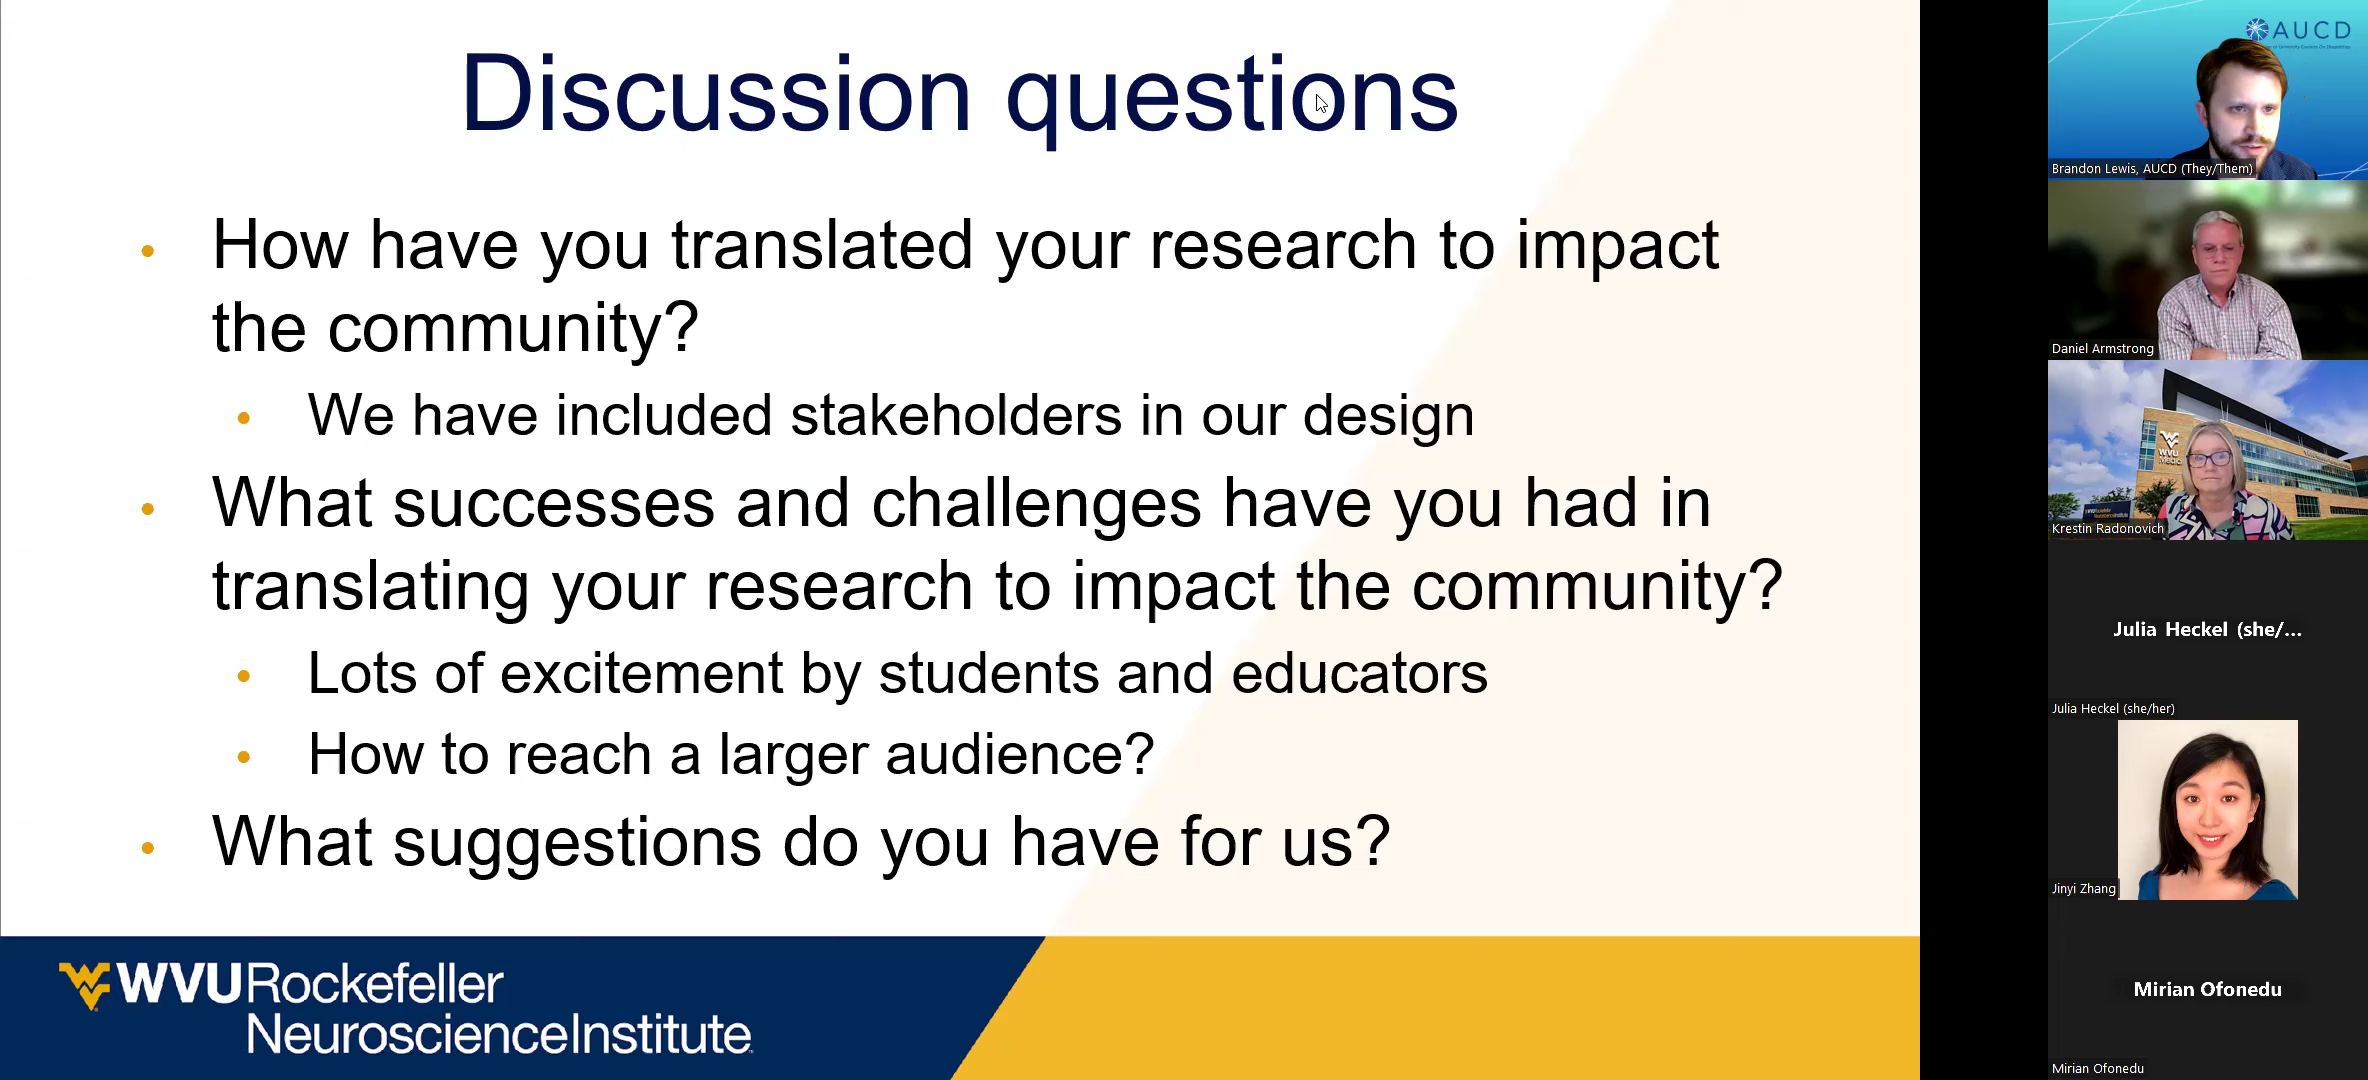 Discussion questions
• How have you translated your research to impact
the community?
• We have included stakeholders in our design
• What successes and challenges have you had in
translating your research to impact the community?
• Lots of excitement by students and educators
• How to reach a larger audience?
• What suggestions do you have for us?
WVU Rockefeller
NeuroscienceInstitute
AUCD
Brandon Lewis, AUCD (They/Them)
Daniel Armstrong
WVU
Krestin Radonovich
Julia Heckel (she/...
Julia Heckel (she/her)
Jinyi Zhang
Mirian Ofonedu
Mirian Ofonedu